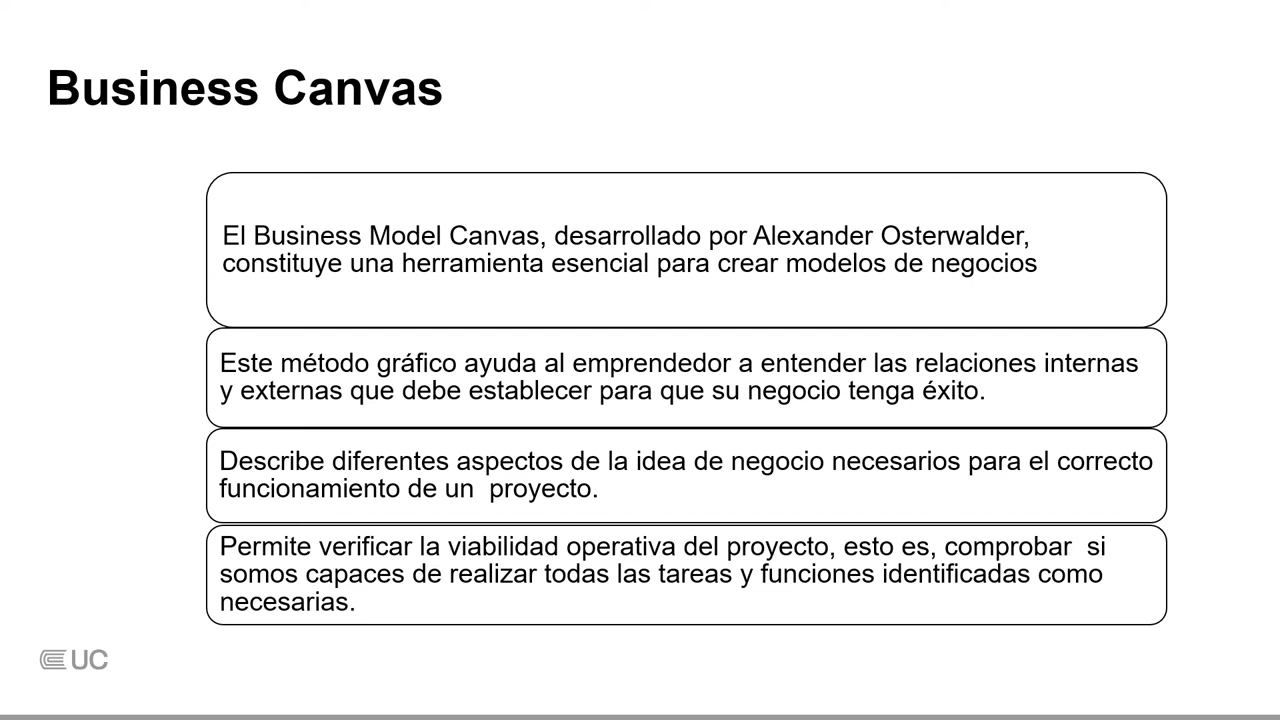 Business Canvas
El Business Model Canvas, desarrollado por Alexander Osterwalder,
constituye una herramienta esencial para crear modelos de negocios
Este método gráfico ayuda al emprendedor a entender las relaciones internas
y externas que debe establecer para que su negocio tenga éxito.
Describe diferentes aspectos de la idea de negocio necesarios para el correcto
funcionamiento de un  proyecto.
Permite verificar la viabilidad operativa del proyecto, esto es, comprobar  si
somos capaces de realizar todas las tareas y funciones identificadas como
necesarias.
UC